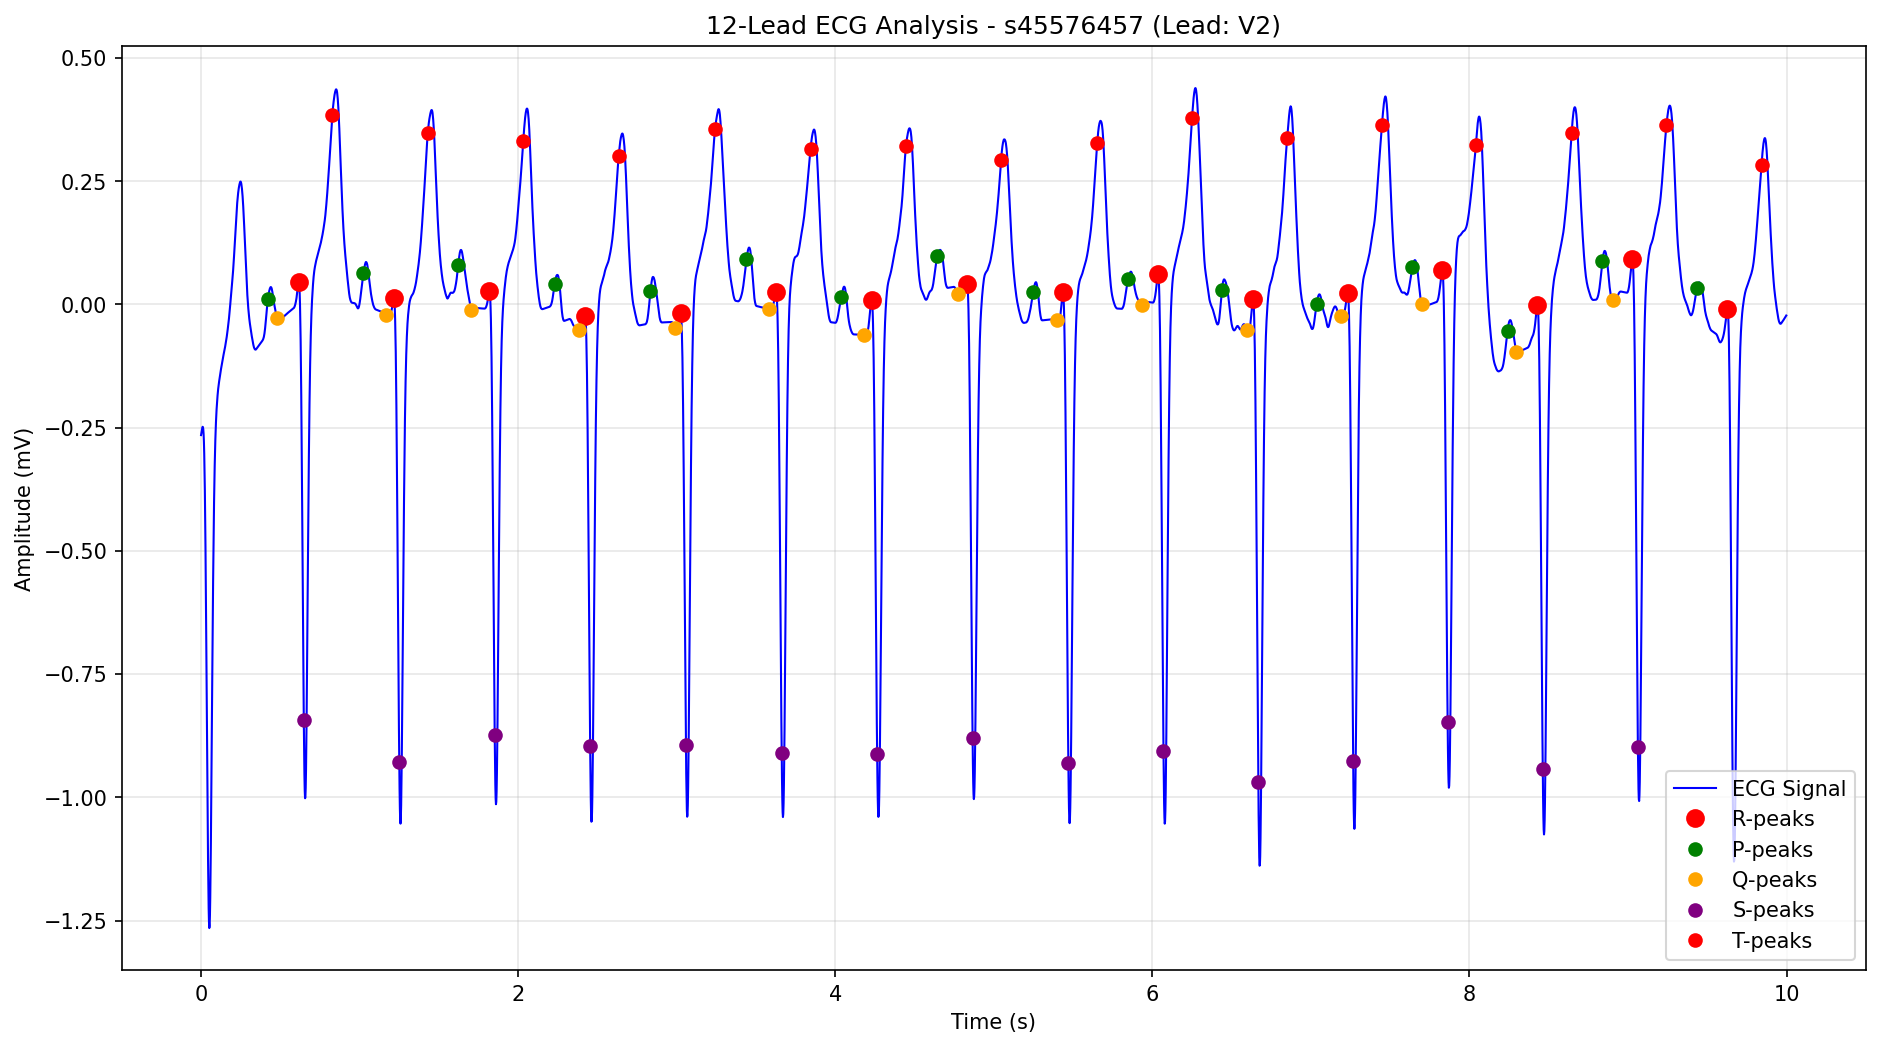 12-Lead ECG Analysis - s45576457 (Lead: V2)
0.50
0.25
0.00
−0.25
−0.50
−0.75
−1.00
−1.25
Amplitude (mV)
0 2 4 6 8 10
Time (s)
ECG Signal
R-peaks
P-peaks
Q-peaks
S-peaks
T-peaks